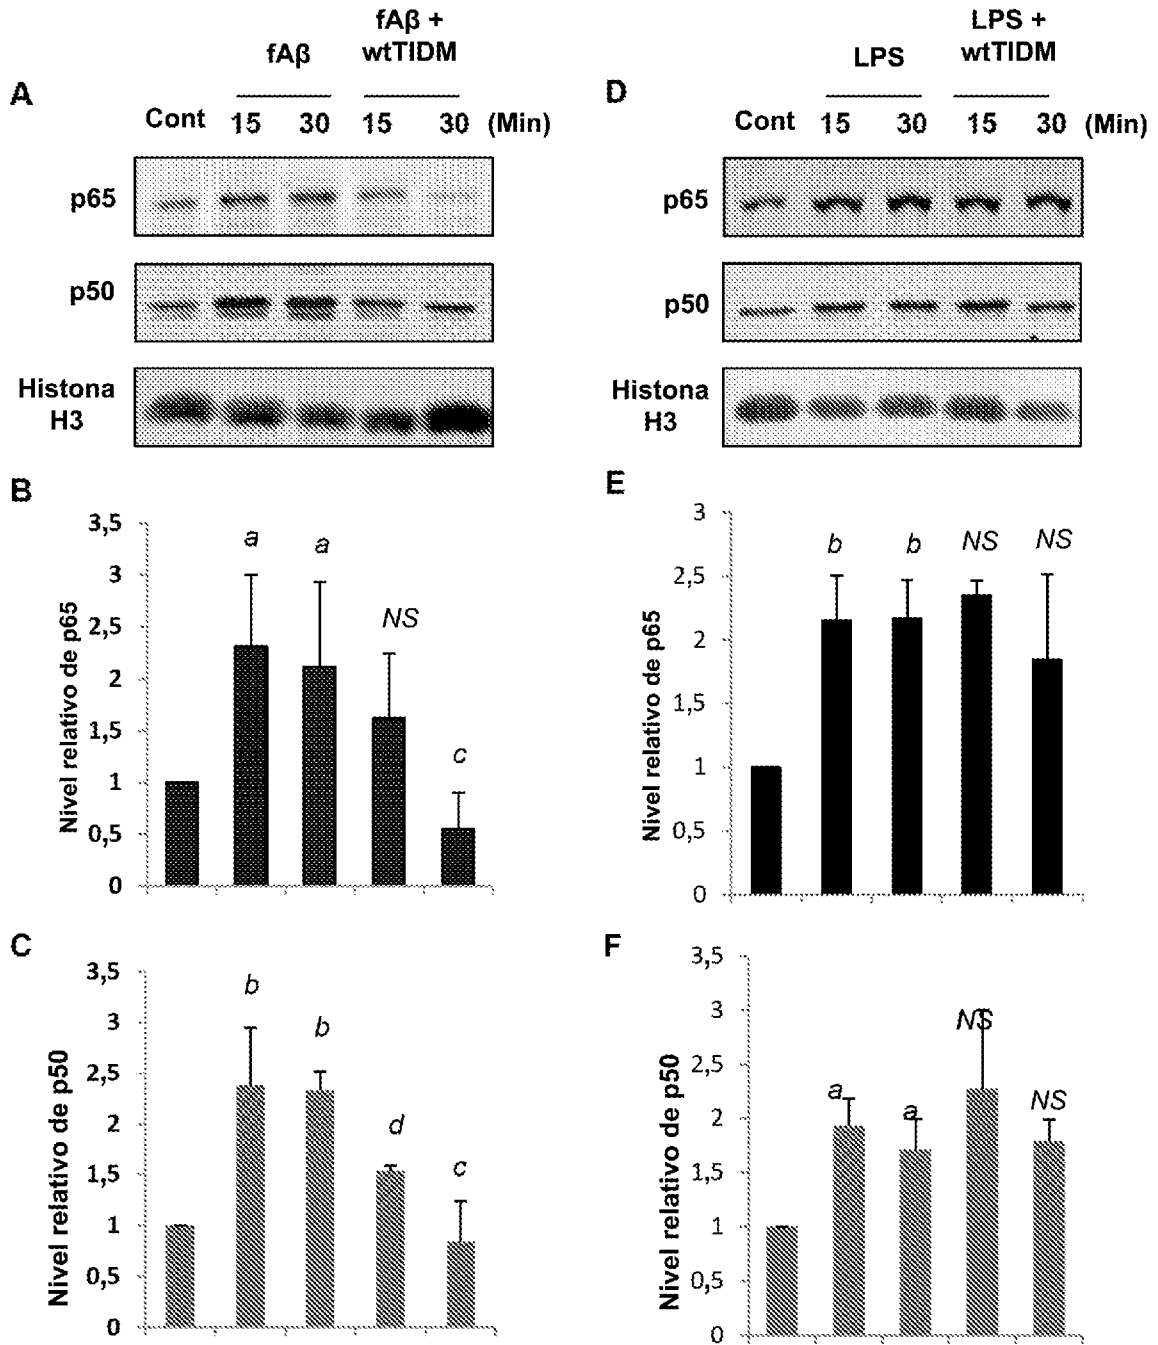 A
fAβ
fAβ +
wtTIDM
Cont 15 30 15 30 (Min)
p65
p50
Histona
H3
D
LPS
LPS +
wtTIDM
Cont 15 30 15 30 (Min)
p65
p50
Histona
H3
B
Nivel relativo de p65
3,5
3
2,5
2
1,5
1
0,5
0
a
a
NS
c
E
Nivel relativo de p65
3
2,5
2
1,5
1
0,5
0
b
b
NS
NS
C
Nivel relativo de p50
3,5
3
2,5
2
1,5
1
0,5
0
b
b
d
c
F
Nivel relativo de p50
3,5
3
2,5
2
1,5
1
0,5
0
a
a
NS
NS